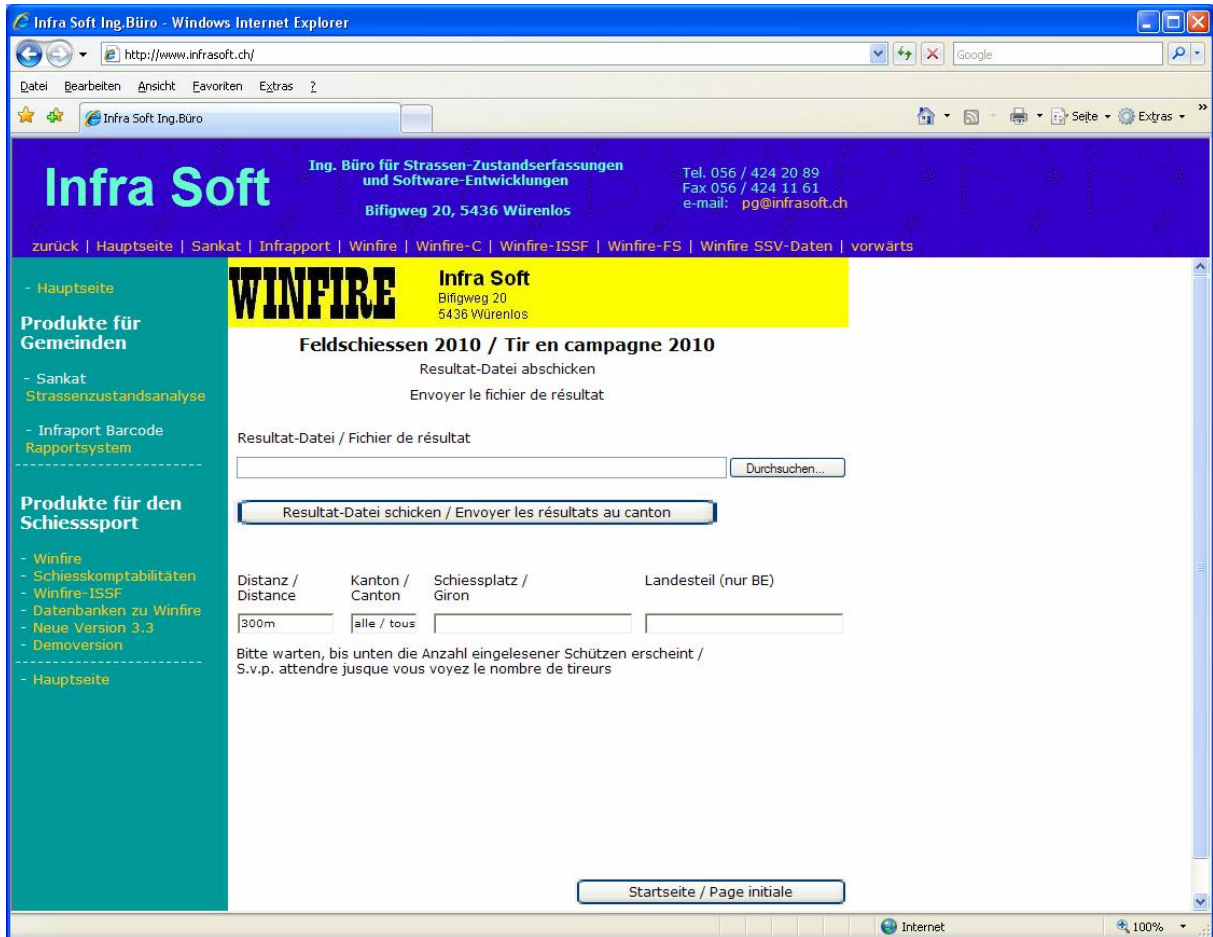 Infra Soft Ing.Büro - Windows Internet Explorer
http://www.infrasoft.ch/
Google
Datei Bearbeiten Ansicht Favoriten Extras ?
Infra Soft Ing.Büro
Seite
Extras
Infra Soft
Ing. Büro für Strassen-Zustandserfassungen
und Software-Entwicklungen
Bifigweg 20, 5436 Würenlos
Tel. 056 / 424 20 89
Fax 056 / 424 11 61
e-mail: pg@infrasoft.ch
zurück | Hauptseite | Sankat | Infrapport | Winfire | Winfire-C | Winfire-ISSF | Winfire-FS | Winfire SSV-Daten | vorwärts
- Hauptseite
Produkte für
Gemeinden
- Sankat
Strassenzustandsanalyse
- Infraport Barcode
Rapportsystem
Produkte für den
Schiesssport
- Winfire
- Schiesskomptabilitäten
- Winfire-ISSF
- Datenbanken zu Winfire
- Neue Version 3.3
- Demoversion
- Hauptseite
WINFIRE
Infra Soft
Bifigweg 20
5436 Würenlos
Feldschiessen 2010 / Tir en campagne 2010
Resultat-Datei abschicken
Envoyer le fichier de résultat
Resultat-Datei / Fichier de résultat
Durchsuchen...
Resultat-Datei schicken / Envoyer les résultats au canton
Distanz /
Distance
Kanton /
Canton
Schiessplatz /
Giron
Landesteil (nur BE)
300m
alle / tous
Bitte warten, bis unten die Anzahl eingelesener Schützen erscheint /
S.v.p. attendre jusque vous voyez le nombre de tireurs
Startseite / Page initiale
Internet
100%